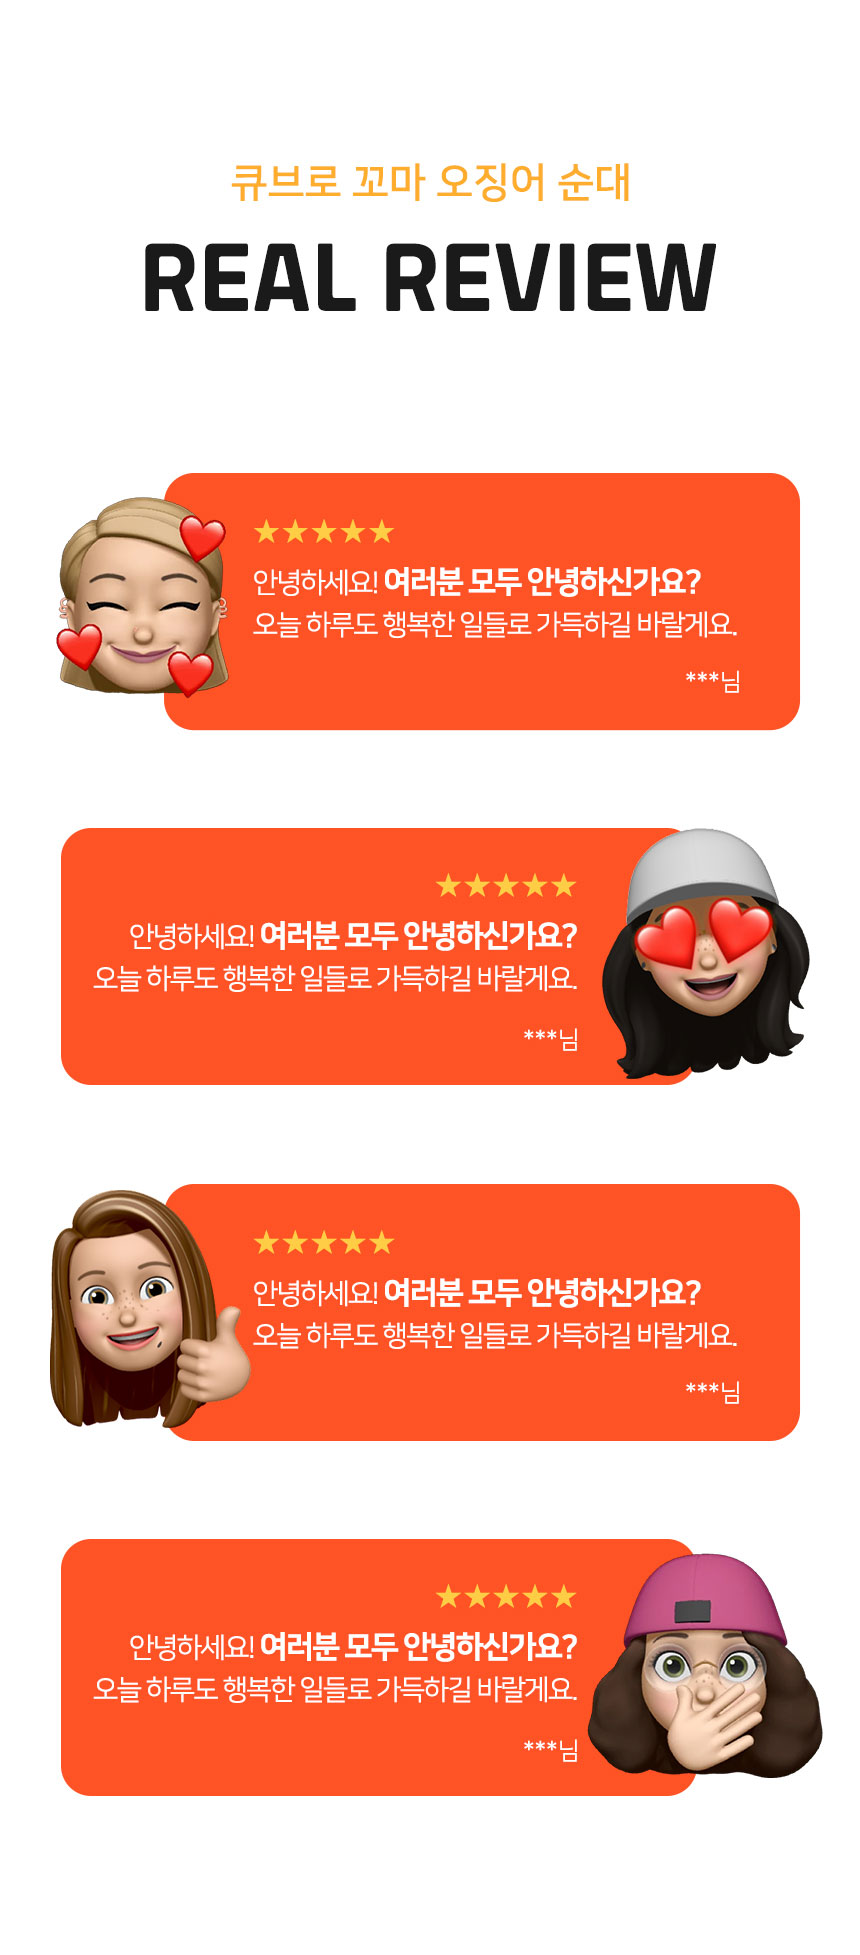 큐브로 꼬마 오징어 순대
REAL REVIEW
★★★★★
안녕하세요! 여러분 모두 안녕하신가요?
오늘 하루도 행복한 일들로 가득하길 바랄게요.
***님
★★★★★
안녕하세요! 여러분 모두 안녕하신가요?
오늘 하루도 행복한 일들로 가득하길 바랄게요.
***님
★★★★★
안녕하세요! 여러분 모두 안녕하신가요?
오늘 하루도 행복한 일들로 가득하길 바랄게요.
***님
★★★★★
안녕하세요! 여러분 모두 안녕하신가요?
오늘 하루도 행복한 일들로 가득하길 바랄게요.
***님